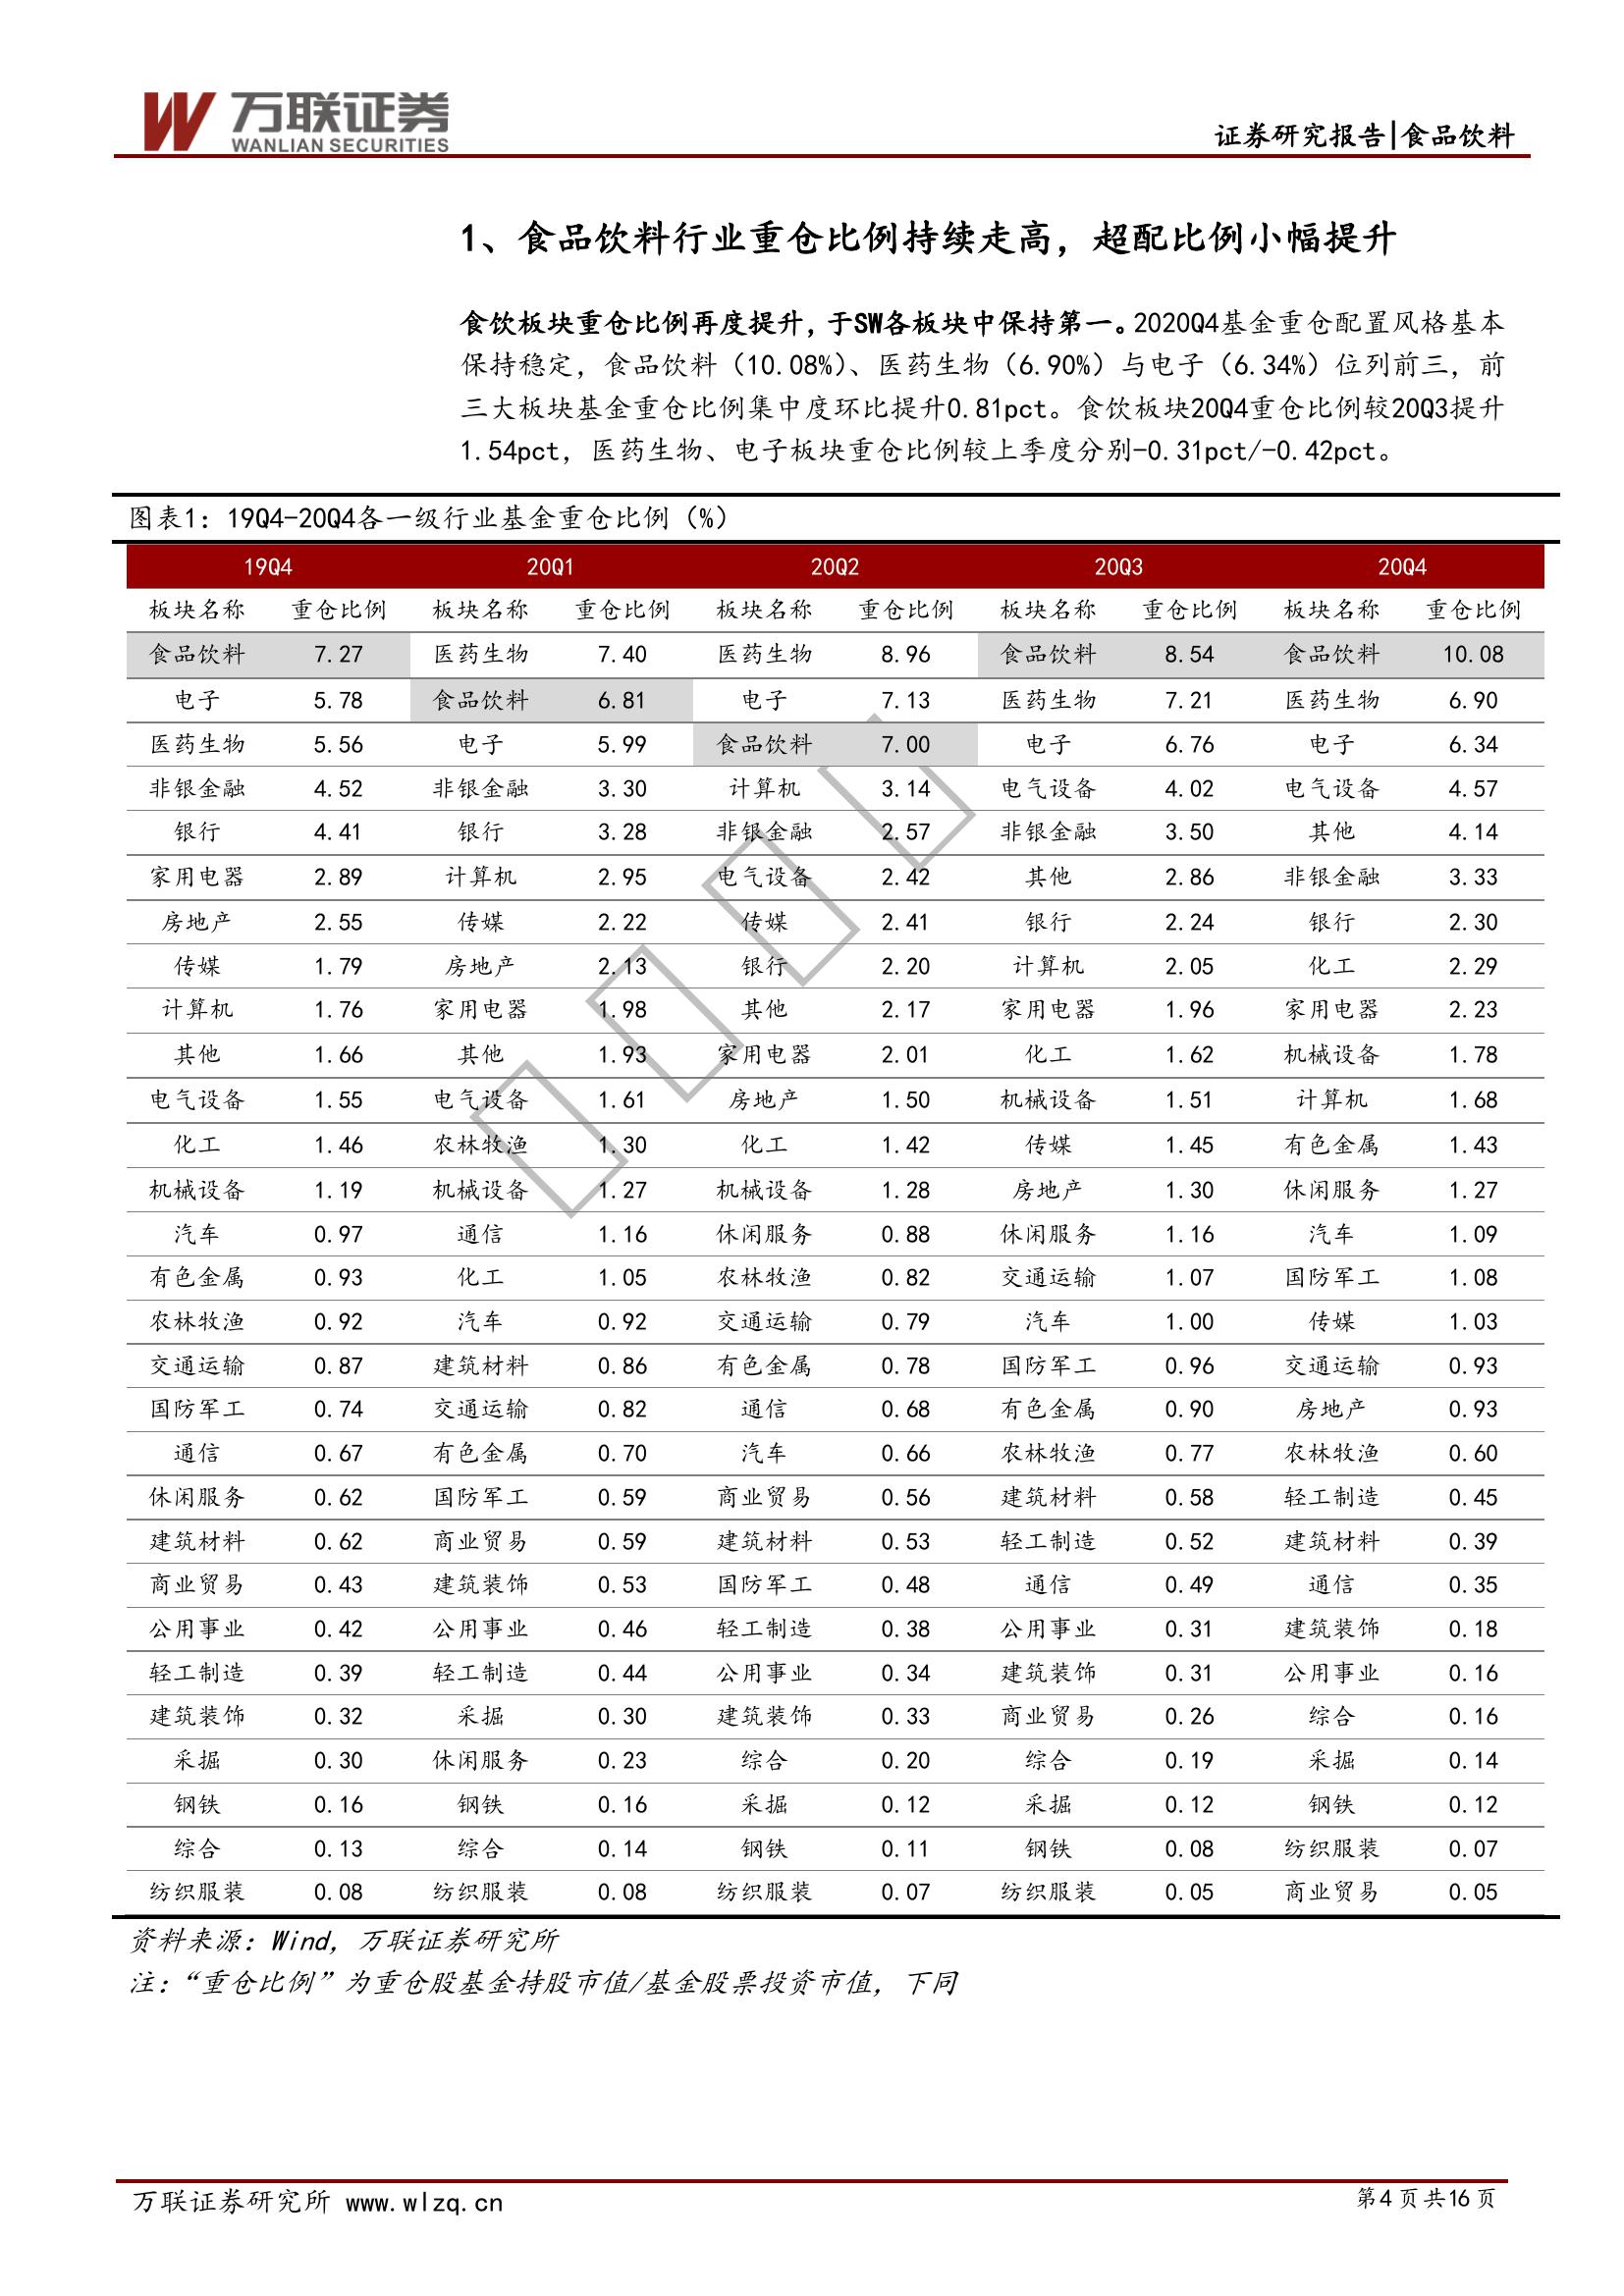 万联证券
WANLIAN SECURITIES
证券研究报告|食品饮料
1、食品饮料行业重仓比例持续走高，超配比例小幅提升
食饮板块重仓比例再度提升，于SW各板块中保持第一。2020Q4基金重仓配置风格基本
保持稳定，食品饮料（10.08%）、医药生物（6.90%）与电子（6.34%）位列前三，前
三大板块基金重仓比例集中度环比提升0.81pct。食饮板块20Q4重仓比例较20Q3提升
1.54pct，医药生物、电子板块重仓比例较上季度分别-0.31pct/-0.42pct。
图表1：19Q4-20Q4各一级行业基金重仓比例（%）
19Q4 20Q1 20Q2 20Q3 20Q4
板块名称 重仓比例 板块名称 重仓比例 板块名称 重仓比例 板块名称 重仓比例 板块名称 重仓比例
食品饮料 7.27 医药生物 7.40 医药生物 8.96 食品饮料 8.54 食品饮料 10.08
电子 5.78 食品饮料 6.81 电子 7.13 医药生物 7.21 医药生物 6.90
医药生物 5.56 电子 5.99 食品饮料 7.00 电子 6.76 电子 6.34
非银金融 4.52 非银金融 3.30 计算机 3.14 电气设备 4.02 电气设备 4.57
银行 4.41 银行 3.28 非银金融 2.57 非银金融 3.50 其他 4.14
家用电器 2.89 计算机 2.95 电气设备 2.42 其他 2.86 非银金融 3.33
房地产 2.55 传媒 2.22 传媒 2.41 银行 2.24 银行 2.30
传媒 1.79 房地产 2.13 银行 2.20 计算机 2.05 化工 2.29
计算机 1.76 家用电器 1.98 其他 2.17 家用电器 1.96 家用电器 2.23
其他 1.66 其他 1.93 家用电器 2.01 化工 1.62 机械设备 1.78
电气设备 1.55 电气设备 1.61 房地产 1.50 机械设备 1.51 计算机 1.68
化工 1.46 农林牧渔 1.30 化工 1.42 传媒 1.45 有色金属 1.43
机械设备 1.19 机械设备 1.27 机械设备 1.28 房地产 1.30 休闲服务 1.27
汽车 0.97 通信 1.16 休闲服务 0.88 休闲服务 1.16 汽车 1.09
有色金属 0.93 化工 1.05 农林牧渔 0.82 交通运输 1.07 国防军工 1.08
农林牧渔 0.92 汽车 0.92 交通运输 0.79 汽车 1.00 传媒 1.03
交通运输 0.87 建筑材料 0.86 有色金属 0.78 国防军工 0.96 交通运输 0.93
国防军工 0.74 交通运输 0.82 通信 0.68 有色金属 0.90 房地产 0.93
通信 0.67 有色金属 0.70 汽车 0.66 农林牧渔 0.77 农林牧渔 0.60
休闲服务 0.62 国防军工 0.59 商业贸易 0.56 建筑材料 0.58 轻工制造 0.45
建筑材料 0.62 商业贸易 0.59 建筑材料 0.53 轻工制造 0.52 建筑材料 0.39
商业贸易 0.43 建筑装饰 0.53 国防军工 0.48 通信 0.49 通信 0.35
公用事业 0.42 公用事业 0.46 轻工制造 0.38 公用事业 0.31 建筑装饰 0.18
轻工制造 0.39 轻工制造 0.44 公用事业 0.34 建筑装饰 0.31 公用事业 0.16
建筑装饰 0.32 采掘 0.30 建筑装饰 0.33 商业贸易 0.26 综合 0.16
采掘 0.30 休闲服务 0.23 综合 0.20 综合 0.19 采掘 0.14
钢铁 0.16 钢铁 0.16 采掘 0.12 采掘 0.12 钢铁 0.12
综合 0.13 综合 0.14 钢铁 0.11 钢铁 0.08 纺织服装 0.07
纺织服装 0.08 纺织服装 0.08 纺织服装 0.07 纺织服装 0.05 商业贸易 0.05
资料来源：Wind，万联证券研究所
注：“重仓比例”为重仓股基金持股市值/基金股票投资市值，下同
万联证券研究所 www.wlzq.cn
第4页共16页